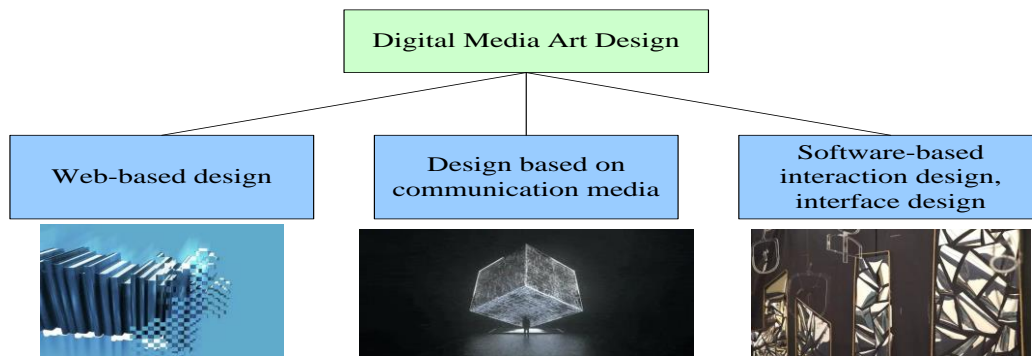 Digital Media Art Design
Web-based design
Design based on
communication media
Software-based
interaction design,
interface design